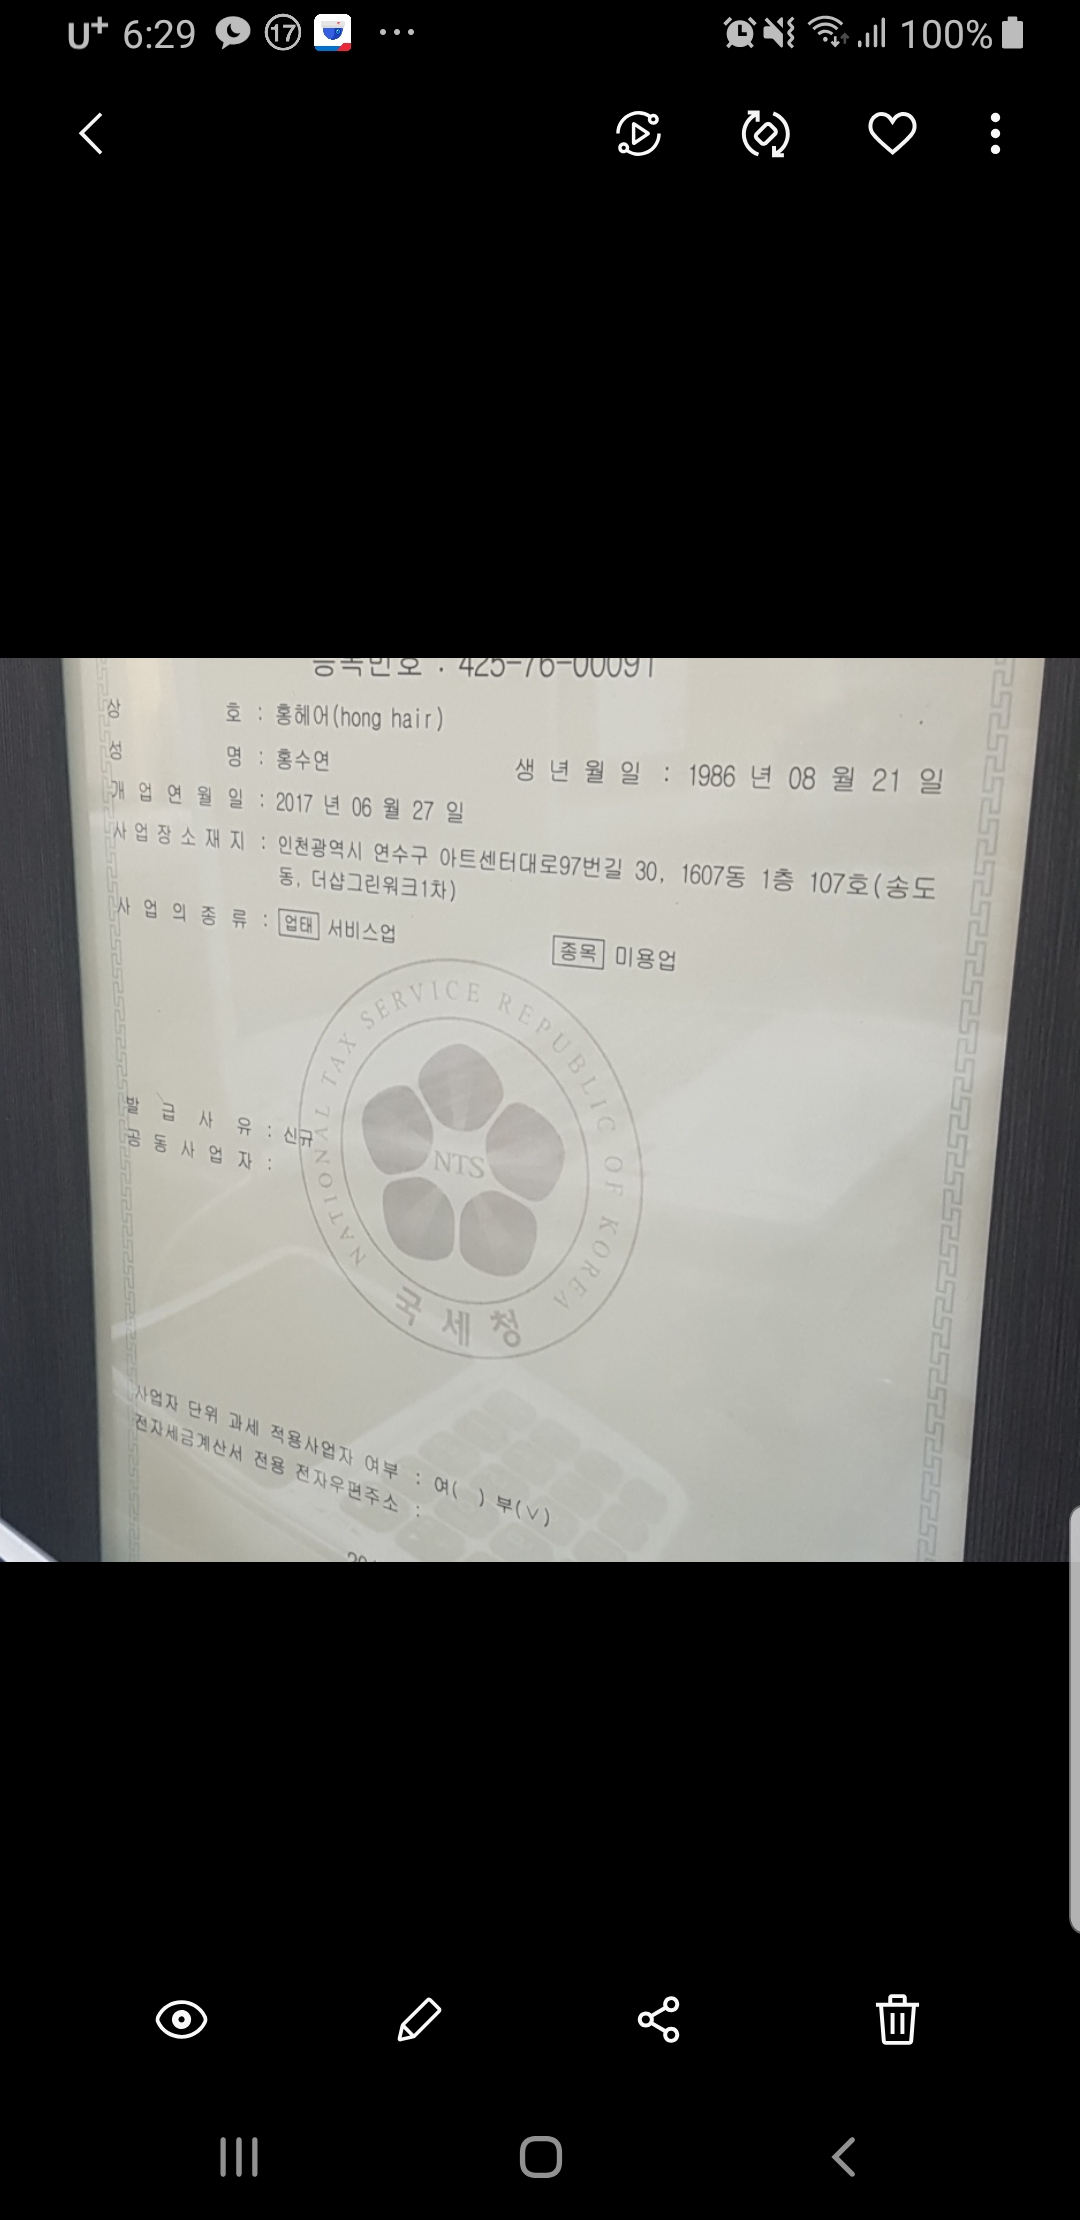 U+ 6:29 17 100%
등록번호 : 425-76-00091
상 호 : 홍헤어(hong hair)
성 명 : 홍수연 생 년 월 일 : 1986 년 08 월 21 일
개 업 연 월 일 : 2017 년 06 월 27 일
사 업 장 소 재 지 : 인천광역시 연수구 아트센터대로97번길 30, 1607동 1층 107호(송도
동, 더샵그린워크1차)
사 업 의 종 류 : 업태 서비스업 종목 미용업
NATIONAL TAX SERVICE REPUBLIC OF KOREA
NTS
국세청
발 급 사 유 : 신규
공 동 사 업 자 :
사업자 단위 과세 적용사업자 여부 : 여( ) 부(∨)
전자세금계산서 전용 전자우편주소 :